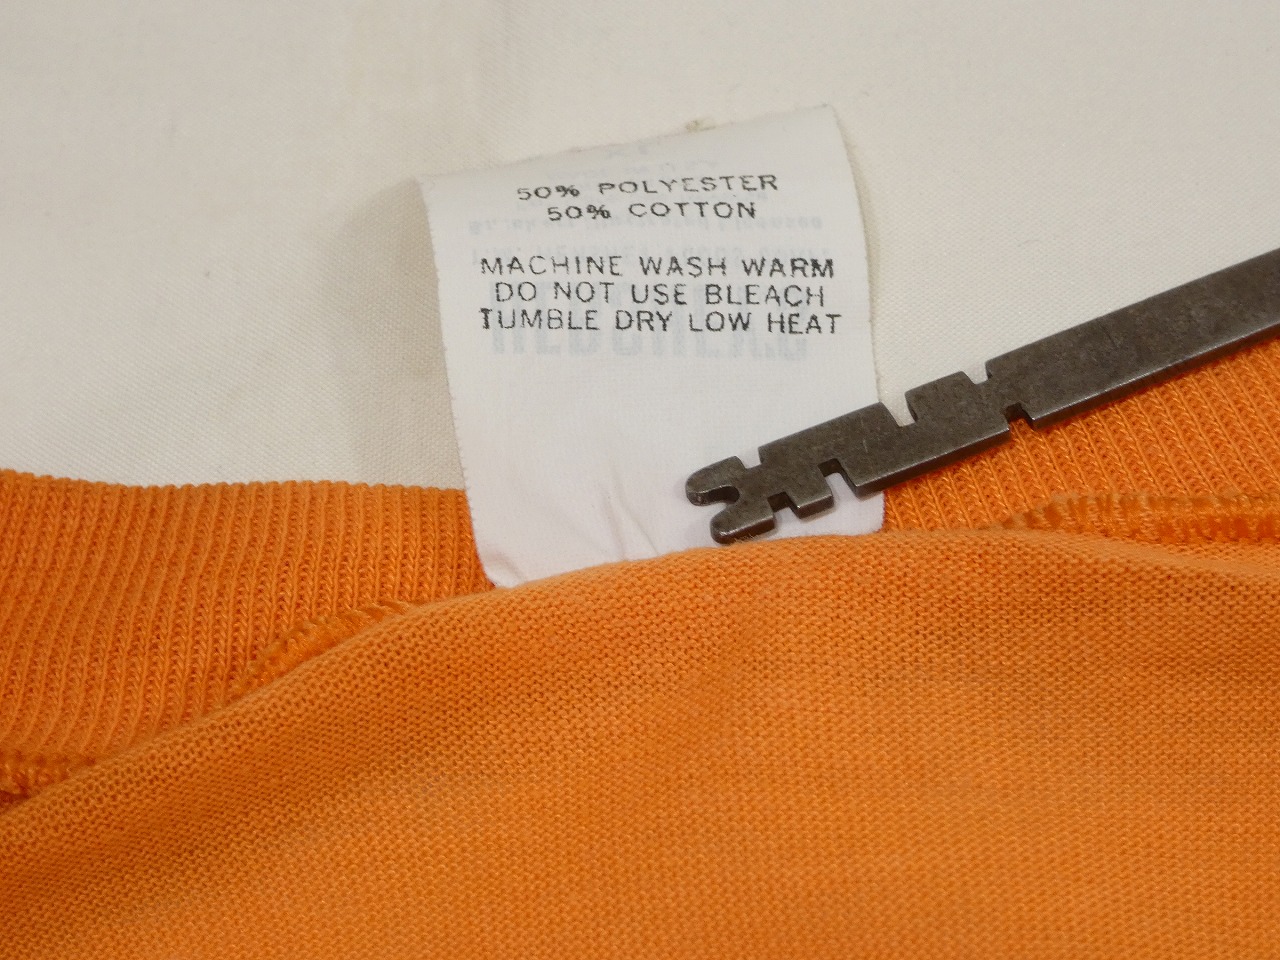 50% POLYESTER
50% COTTON
MACHINE WASH WARM
DO NOT USE BLEACH
TUMBLE DRY LOW HEAT